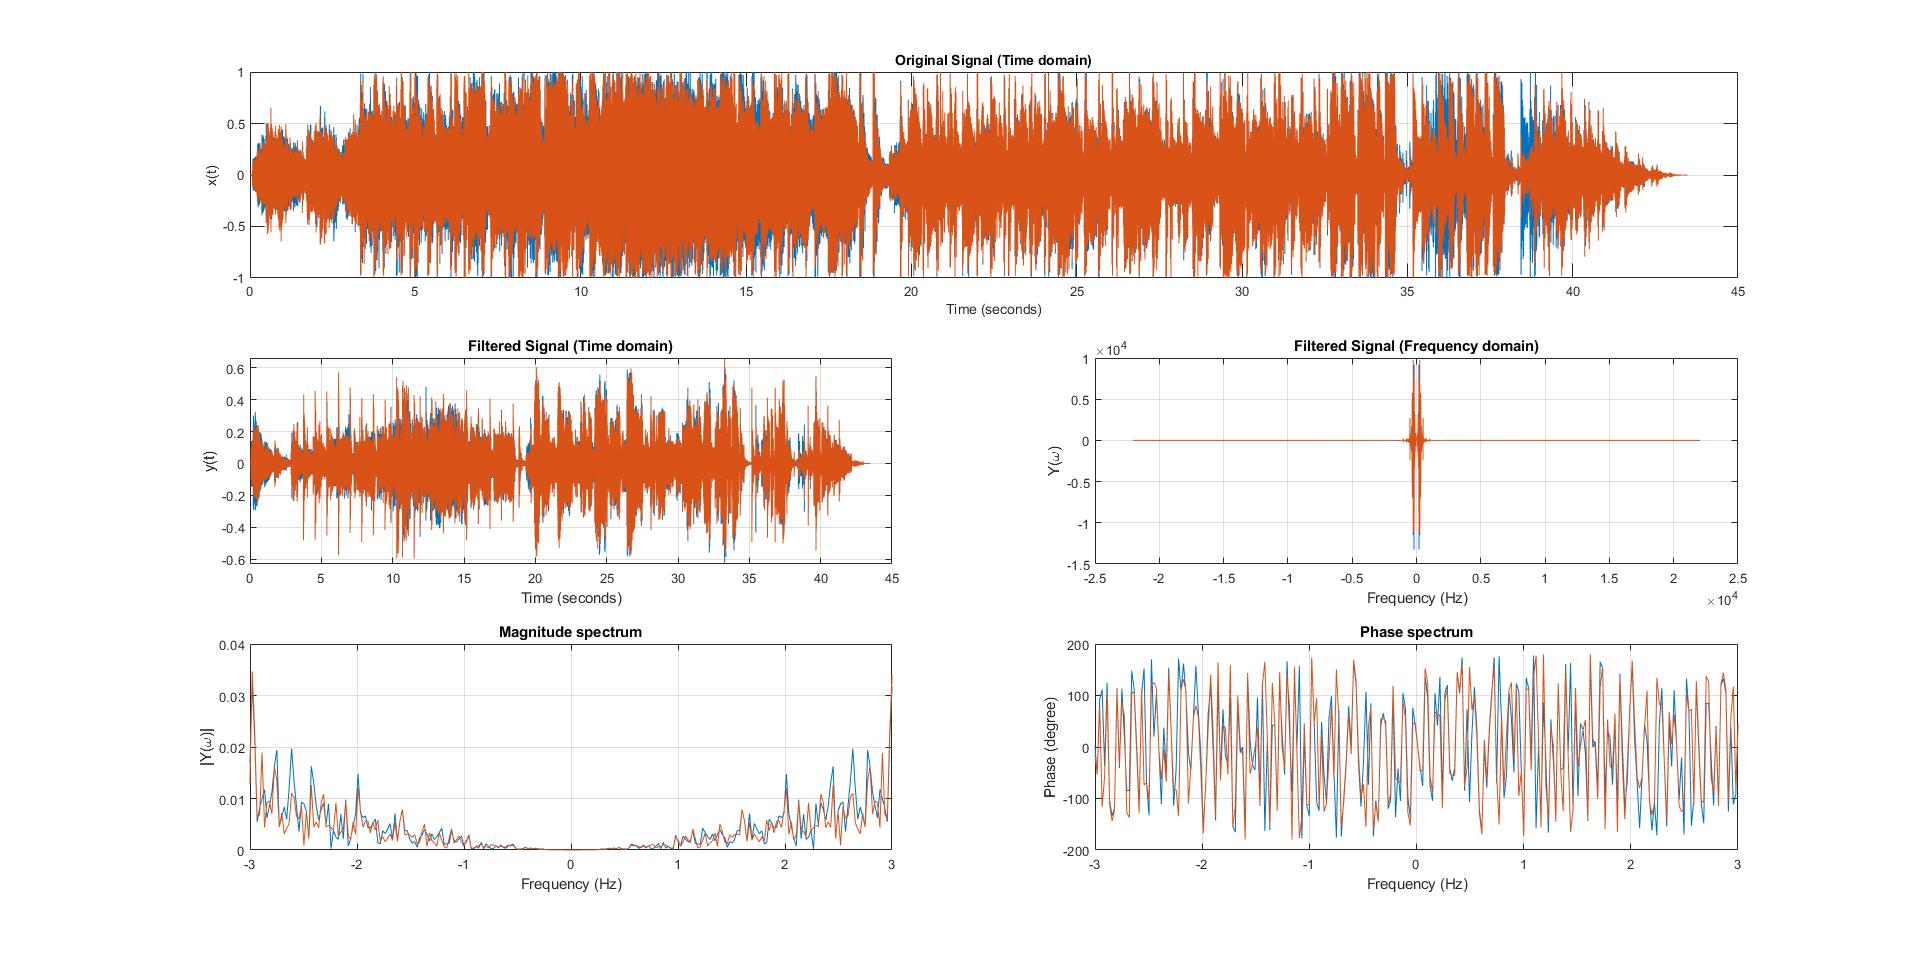 Original Signal (Time domain)
1
0.5
0
-0.5
-1
x(t)
0 5 10 15 20 25 30 35 40 45
Time (seconds)
Filtered Signal (Time domain)
0.6
0.4
0.2
0
-0.2
-0.4
-0.6
y(t)
0 5 10 15 20 25 30 35 40 45
Time (seconds)
Filtered Signal (Frequency domain)
×10⁴
1
0.5
0
-0.5
-1
-1.5
Y(ω)
-2.5 -2 -1.5 -1 -0.5 0 0.5 1 1.5 2 2.5
×10⁴
Frequency (Hz)
Magnitude spectrum
0.04
0.03
0.02
0.01
0
|Y(ω)|
-3 -2 -1 0 1 2 3
Frequency (Hz)
Phase spectrum
200
100
0
-100
-200
Phase (degree)
-3 -2 -1 0 1 2 3
Frequency (Hz)